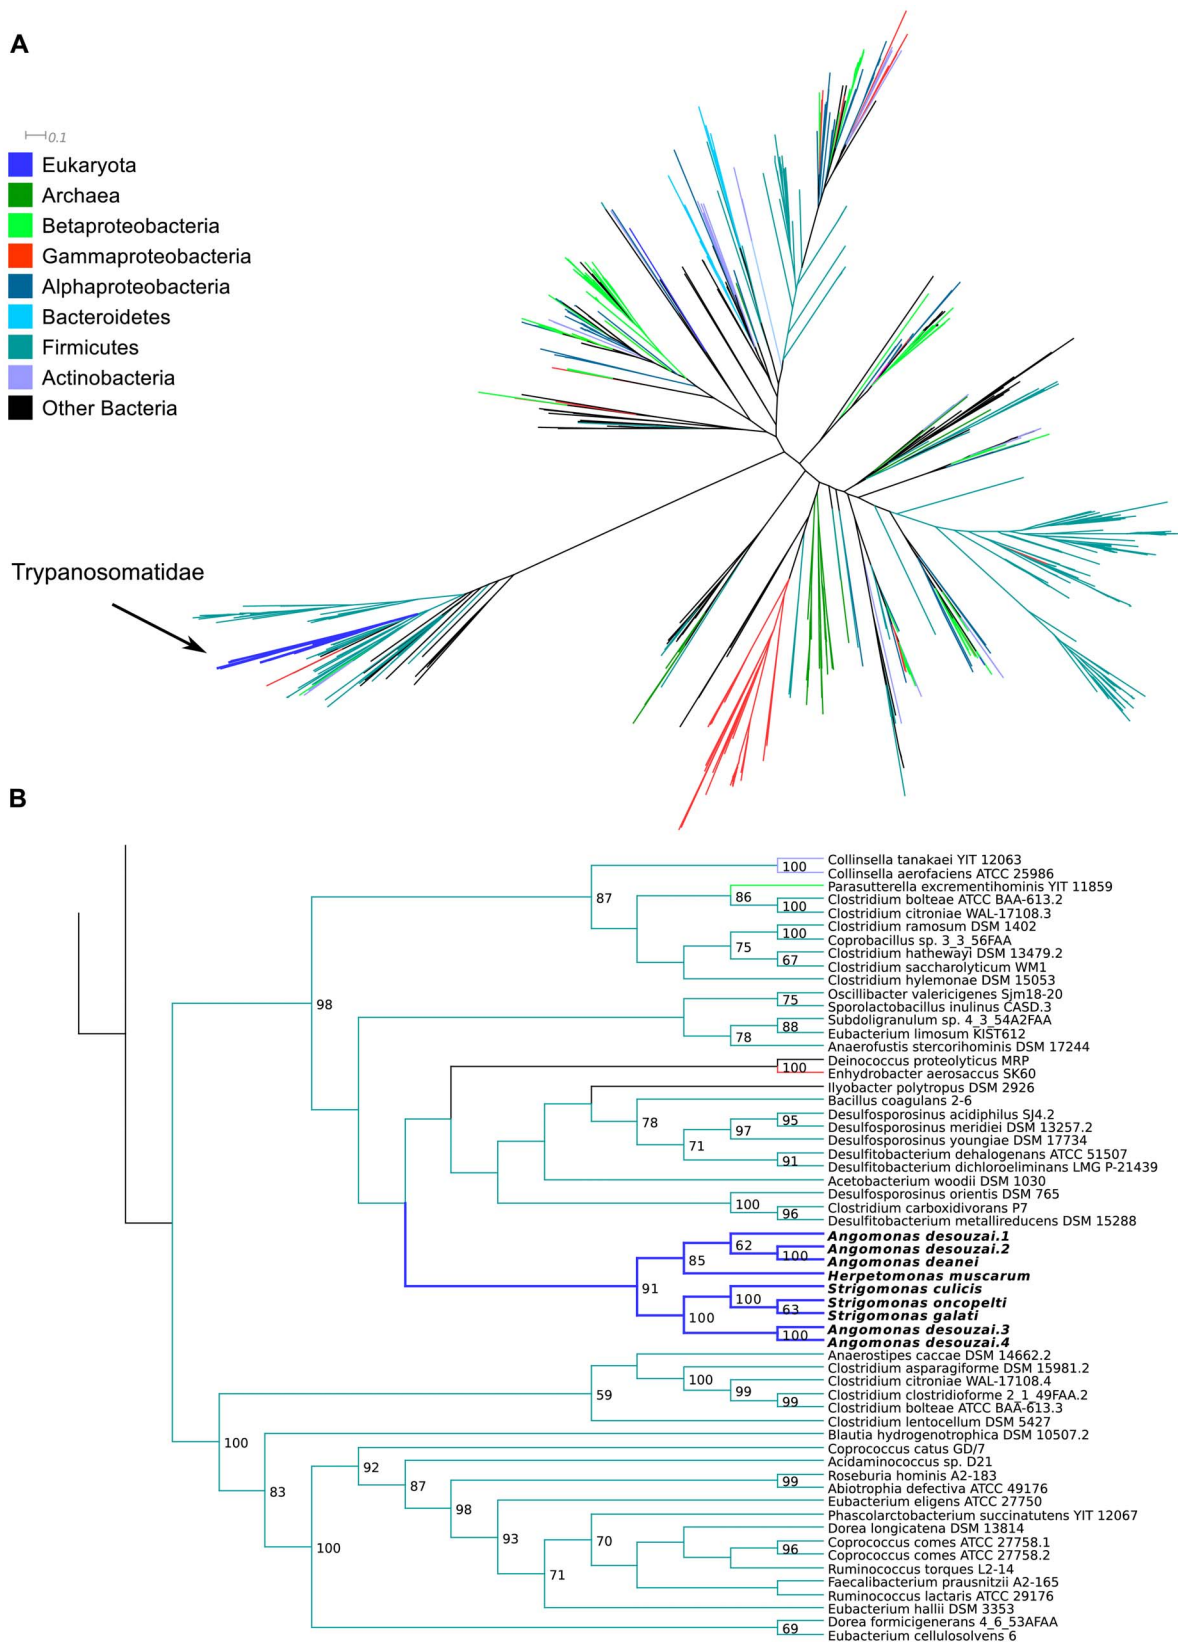 A
0.1
Eukaryota
Archaea
Betaproteobacteria
Gammaproteobacteria
Alphaproteobacteria
Bacteroidetes
Firmicutes
Actinobacteria
Other Bacteria
Trypanosomatidae
B
Collinsella tanakaei YIT 12063
100
Collinsella aerofaciens ATCC 25986
Parasutterella excrementihominis YIT 11859
87
86
Clostridium bolteae ATCC BAA-613.2
100
Clostridium citroniae WAL-17108.3
Clostridium ramosum DSM 1402
100
Coprobacillus sp. 3_3_56FAA
75
Clostridium hathewayi DSM 13479.2
67
Clostridium saccharolyticum WM1
Clostridium hylemonae DSM 15053
Oscillibacter valericigenes Sjm18-20
98
75
Sporolactobacillus inulinus CASD.3
Subdoligranulum sp. 4_3_54A2FAA
88
Eubacterium limosum KIST612
78
Anaerofustis stercorihominis DSM 17244
Deinococcus proteolyticus MRP
100
Enhydrobacter aerosaccus SK60
Ilyobacter polytropus DSM 2926
Bacillus coagulans 2-6
78
Desulfosporosinus acidiphilus SJ4.2
95
Desulfosporosinus meridiei DSM 13257.2
97
Desulfosporosinus youngiae DSM 17734
71
Desulfitobacterium dehalogenans ATCC 51507
91
Desulfitobacterium dichloroeliminans LMG P-21439
Acetobacterium woodii DSM 1030
Desulfosporosinus orientis DSM 765
100
Clostridium carboxidivorans P7
96
Desulfitobacterium metallireducens DSM 15288
Angomonas desouzai.1
62
Angomonas desouzai.2
85
100
Angomonas deanei
Herpetomonas muscarum
91
Strigomonas culicis
100
Strigomonas oncopelti
63
Strigomonas galati
100
Angomonas desouzai.3
100
Angomonas desouzai.4
Anaerostipes caccae DSM 14662.2
Clostridium asparagiforme DSM 15981.2
100
Clostridium citroniae WAL-17108.4
59
99
Clostridium clostridioforme 2_1_49FAA.2
99
Clostridium bolteae ATCC BAA-613.3
Clostridium lentocellum DSM 5427
100
Blautia hydrogenotrophica DSM 10507.2
Coprococcus catus GD/7
92
Acidaminococcus sp. D21
Roseburia hominis A2-183
87
99
Abiotrophia defectiva ATCC 49176
83
Eubacterium eligens ATCC 27750
98
Phascolarctobacterium succinatutens YIT 12067
Dorea longicatena DSM 13814
93
70
Coprococcus comes ATCC 27758.1
100
96
Coprococcus comes ATCC 27758.2
Ruminococcus torques L2-14
71
Faecalibacterium prausnitzii A2-165
Ruminococcus lactaris ATCC 29176
Eubacterium hallii DSM 3353
Dorea formicigenerans 4_6_53AFAA
69
Eubacterium cellulosolvens 6